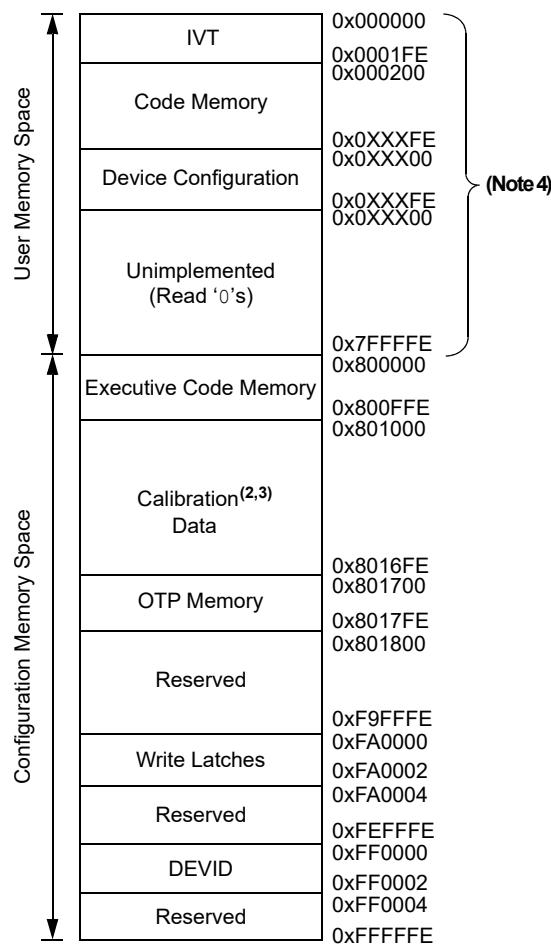 User Memory Space
IVT
0x000000
0x0001FE
0x000200
Code Memory
0x0XXXFE
0x0XXX00
Device Configuration
(Note 4)
0x0XXXFE
0x0XXX00
Unimplemented
(Read ‘0’s)
0x7FFFFE
0x800000
Configuration Memory Space
Executive Code Memory
0x800FFE
0x801000
Calibration(2,3)
Data
0x8016FE
0x801700
OTP Memory
0x8017FE
0x801800
Reserved
0xF9FFFE
0xFA0000
Write Latches
0xFA0002
0xFA0004
Reserved
0xFEFFFE
0xFF0000
DEVID
0xFF0002
0xFF0004
Reserved
0xFFFFFE